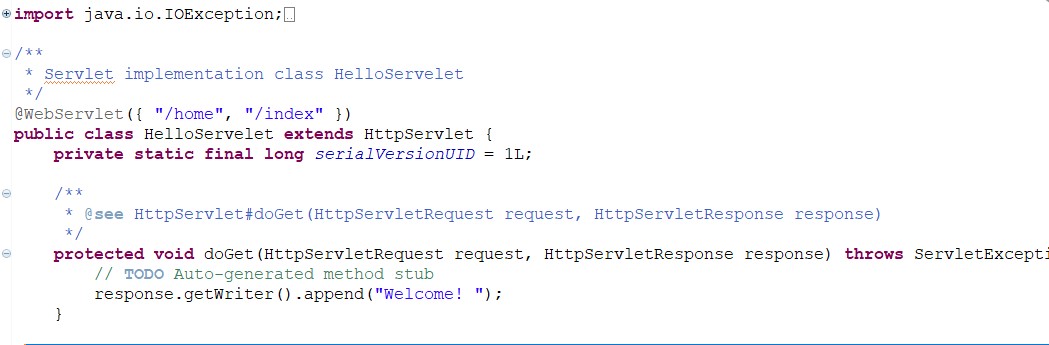 import java.io.IOException;
/**
 * Servlet implementation class HelloServelet
 */
@WebServlet({ "/home", "/index" })
public class HelloServelet extends HttpServlet {
    private static final long serialVersionUID = 1L;
    /**
     * @see HttpServlet#doGet(HttpServletRequest request, HttpServletResponse response)
     */
    protected void doGet(HttpServletRequest request, HttpServletResponse response) throws ServletExcepti
        // TODO Auto-generated method stub
        response.getWriter().append("Welcome! ");
    }